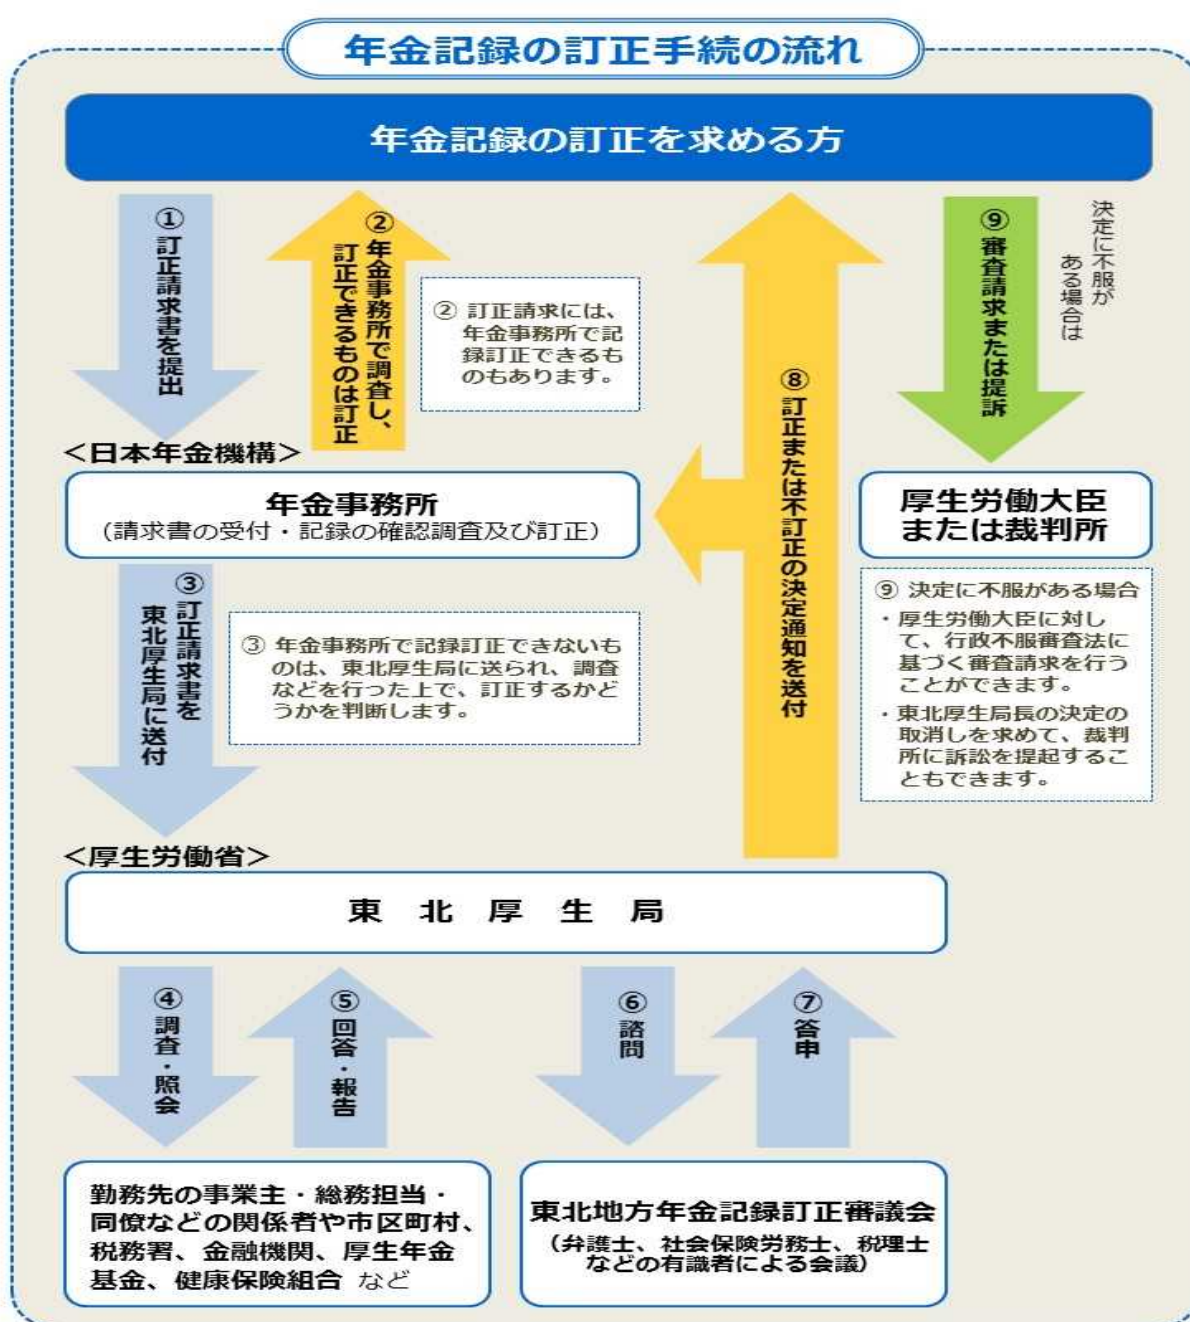 年金記録の訂正手続の流れ
年金記録の訂正を求める方
① 訂正請求書を提出
② 年金事務所で調査し、
訂正できるものは訂正
② 訂正請求には、
年金事務所で記
録訂正できるも
のもあります。
⑧ 訂正または不訂正の決定通知を送付
⑨ 審査請求または提訴
決定に不服が
ある場合は
<日本年金機構>
年金事務所
(請求書の受付・記録の確認調査及び訂正)
厚生労働大臣
または裁判所
③ 訂正請求書を
東北厚生局に送付
③ 年金事務所で記録訂正できないも
のは、東北厚生局に送られ、調査
などを行った上で、訂正するかど
うかを判断します。
⑨ 決定に不服がある場合
・厚生労働大臣に対し
て、行政不服審査法に
基づく審査請求を行う
ことができます。
・東北厚生局長の決定の
取消しを求めて、裁判
所に訴訟を提起するこ
ともできます。
<厚生労働省>
東北厚生局
④ 調査・照会
⑤ 回答・報告
⑥ 諮問
⑦ 答申
勤務先の事業主・総務担当・
同僚などの関係者や市区町村、
税務署、金融機関、厚生年金
基金、健康保険組合 など
東北地方年金記録訂正審議会
(弁護士、社会保険労務士、税理士
などの有識者による会議)